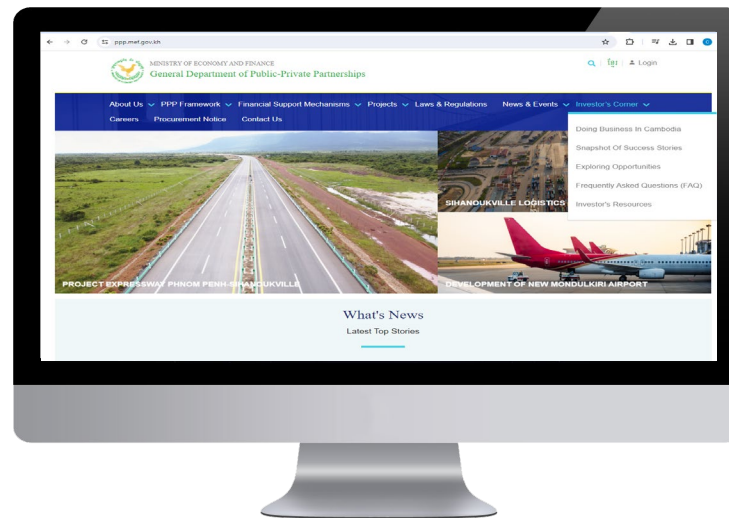 ppp.mef.gov.kh
MINISTRY OF ECONOMY AND FINANCE
General Department of Public-Private Partnerships
ខ្មែរ
Login
About Us
PPP Framework
Financial Support Mechanisms
Projects
Laws & Regulations
News & Events
Investor's Corner
Careers
Procurement Notice
Contact Us
Doing Business In Cambodia
Snapshot Of Success Stories
Exploring Opportunities
Frequently Asked Questions (FAQ)
Investor's Resources
SIHANOUKVILLE LOGISTICS
PROJECT EXPRESSWAY PHNOM PENH-SIHANOUKVILLE
DEVELOPMENT OF NEW MONDULKIRI AIRPORT
What's News
Latest Top Stories